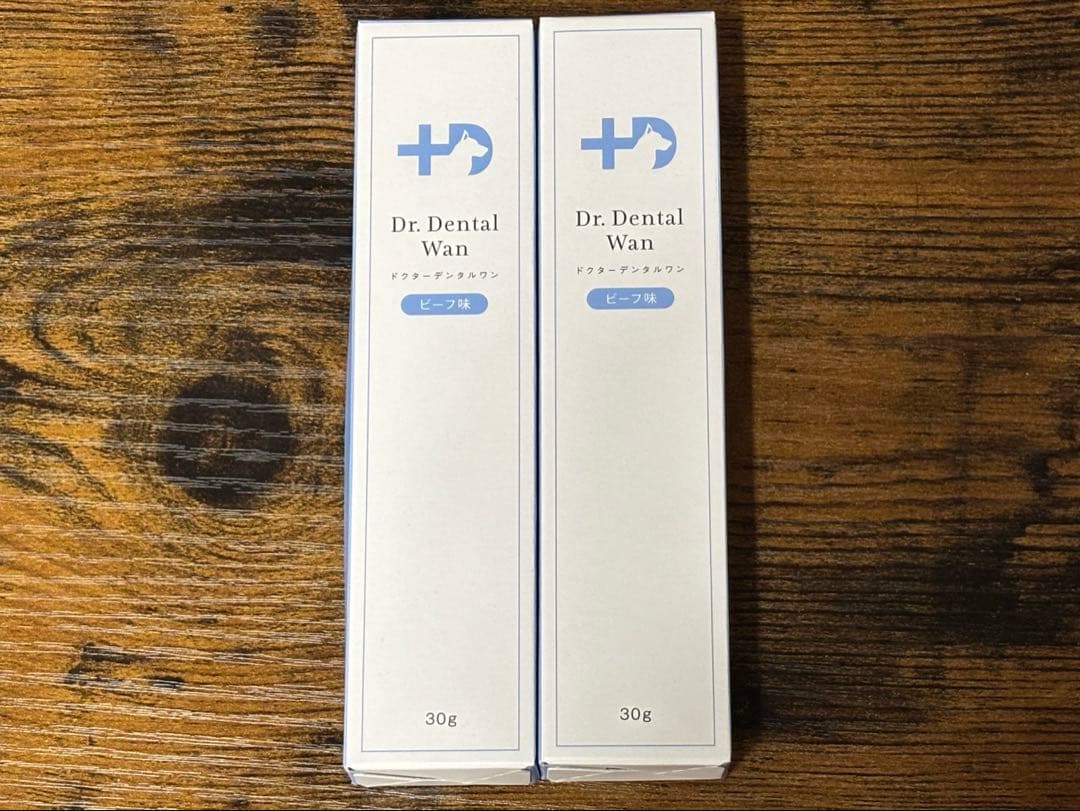 Dr. Dental
Wan
ドクターデンタルワン
ビーフ味
30g
Dr. Dental
Wan
ドクターデンタルワン
ビーフ味
30g